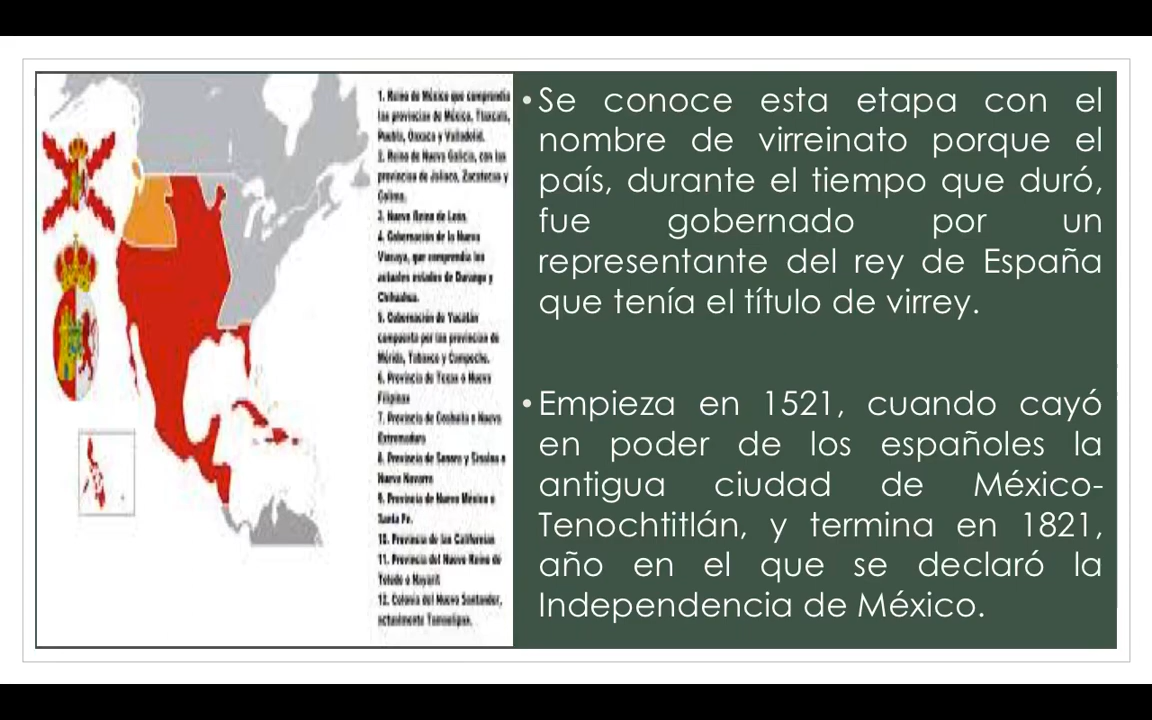 1. Reino de México que comprendía
las provincias de México, Tlaxcala,
Puebla, Oaxaca y Valladolid.
2. Reino de Nueva Galicia, con las
provincias de Jalisco, Zacatecas y
Colima.
3. Nuevo Reino de León.
4. Gobernación de la Nueva
Vizcaya, que comprendía los
actuales estados de Durango y
Chihuahua.
5. Gobernación de Yucatán
compuesta por las provincias de
Mérida, Tabasco y Campeche.
6. Provincia de Texas o Nueva
Filipinas
7. Provincia de Coahuila o Nueva
Extremadura
8. Provincia de Sonora y Sinaloa o
Nueva Navarra
9. Provincia de Nuevo México o
Santa Fe.
10. Provincia de las Californias
11. Provincia del Nuevo Reino de
Toledo o Nayarit
12. Colonia del Nuevo Santander,
actualmente Tamaulipas.
• Se conoce esta etapa con el
nombre de virreinato porque el
país, durante el tiempo que duró,
fue gobernado por un
representante del rey de España
que tenía el título de virrey.
• Empieza en 1521, cuando cayó
en poder de los españoles la
antigua ciudad de México-
Tenochtitlán, y termina en 1821,
año en el que se declaró la
Independencia de México.